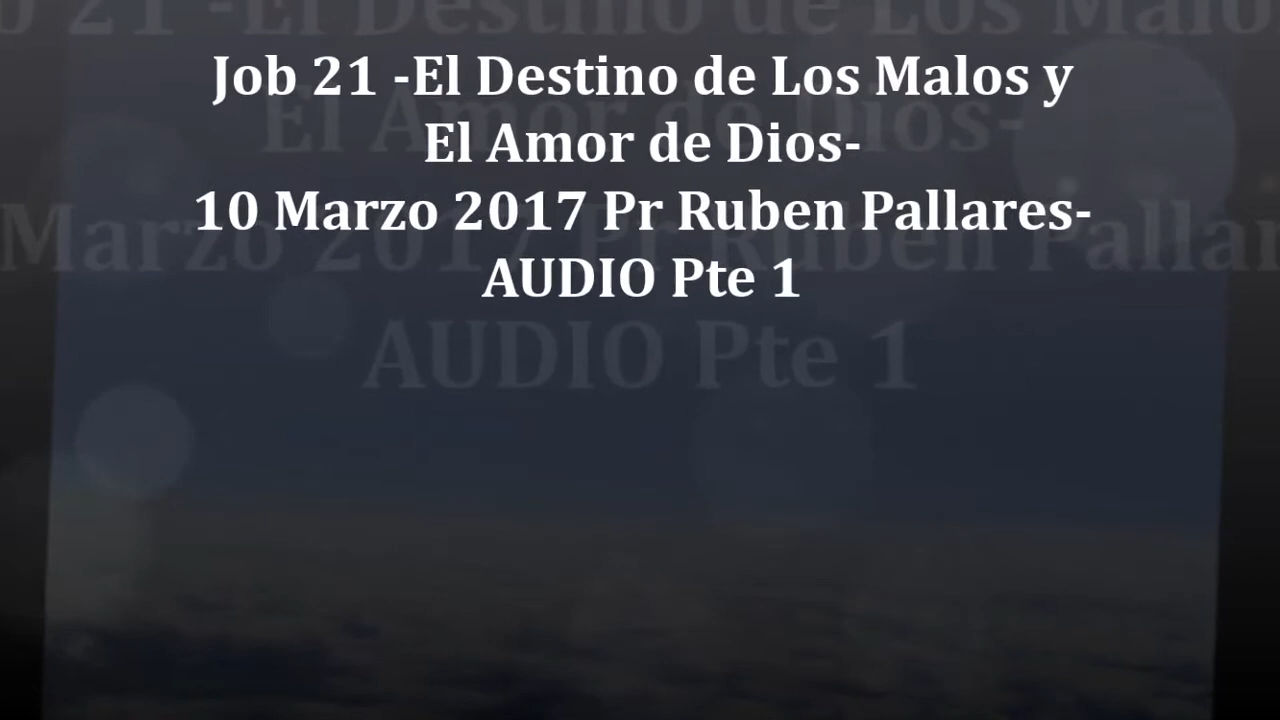 Job 21 -El Destino de Los Malos y
El Amor de Dios-
10 Marzo 2017 Pr Ruben Pallares-
AUDIO Pte 1